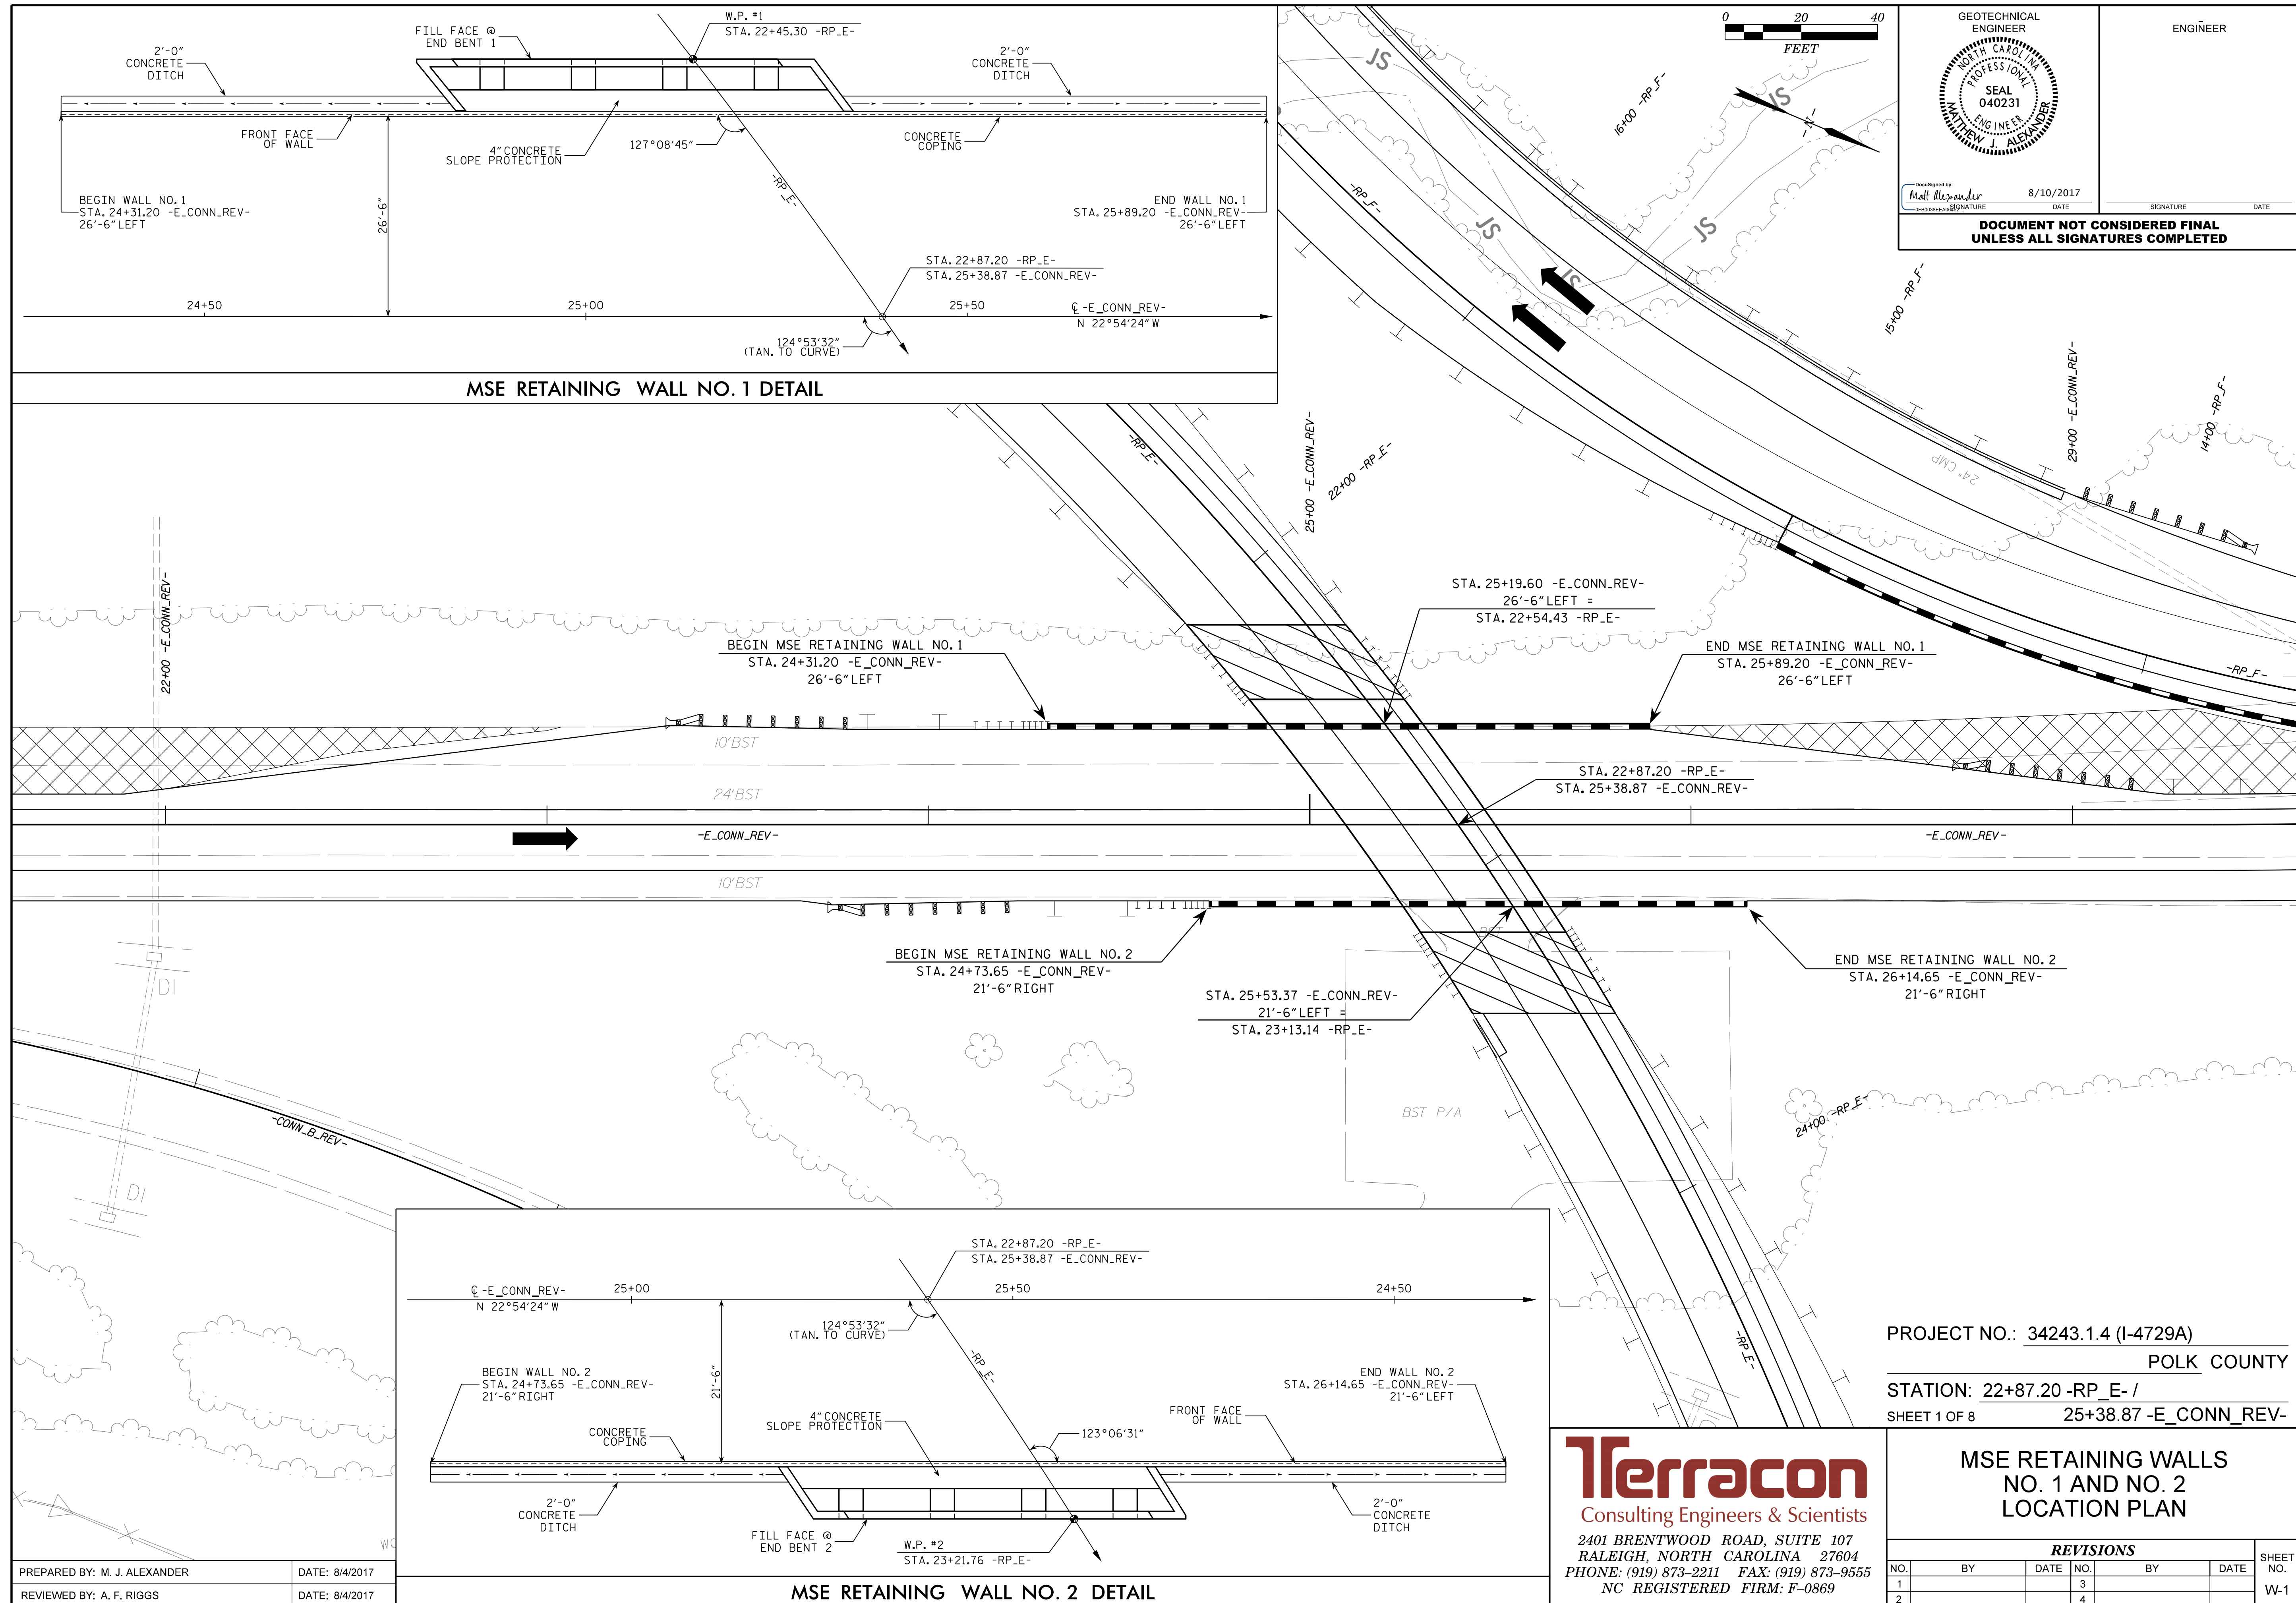 W.P. #1
STA. 22+45.30 -RP_E-
FILL FACE @
END BENT 1
2'-0"
CONCRETE
DITCH
2'-0"
CONCRETE
DITCH
FRONT FACE
OF WALL
4" CONCRETE
SLOPE PROTECTION
127°08'45"
CONCRETE
COPING
-RP_E-
BEGIN WALL NO. 1
STA. 24+31.20 -E_CONN_REV-
26'-6" LEFT
26'-6"
END WALL NO. 1
STA. 25+89.20 -E_CONN_REV-
26'-6" LEFT
STA. 22+87.20 -RP_E-
STA. 25+38.87 -E_CONN_REV-
24+50
25+00
25+50
℄ -E_CONN_REV-
N 22°54'24" W
124°53'32"
(TAN. TO CURVE)
MSE RETAINING WALL NO. 1 DETAIL
0 20 40
FEET
-N-
JS
JS
JS
JS
JS
16+00 -RP_F-
15+00 -RP_F-
14+00 -RP_F-
29+00 -E_CONN_REV-
24" CMP
-RP_F-
-RP_F-
GEOTECHNICAL
ENGINEER
NORTH CAROLINA
PROFESSIONAL
SEAL
040231
ENGINEER
MATTHEW J. ALEXANDER
DocuSigned by:
Matt Alexander
8/10/2017
SIGNATURE DATE
ENGINEER
SIGNATURE DATE
DOCUMENT NOT CONSIDERED FINAL
UNLESS ALL SIGNATURES COMPLETED
-RP_E-
25+00 -E_CONN_REV-
22+00 -RP_E-
22+00 -E_CONN_REV-
STA. 25+19.60 -E_CONN_REV-
26'-6" LEFT =
STA. 22+54.43 -RP_E-
BEGIN MSE RETAINING WALL NO. 1
STA. 24+31.20 -E_CONN_REV-
26'-6" LEFT
END MSE RETAINING WALL NO. 1
STA. 25+89.20 -E_CONN_REV-
26'-6" LEFT
10' BST
24' BST
STA. 22+87.20 -RP_E-
STA. 25+38.87 -E_CONN_REV-
-E_CONN_REV-
-E_CONN_REV-
10' BST
BST
BEGIN MSE RETAINING WALL NO. 2
STA. 24+73.65 -E_CONN_REV-
21'-6" RIGHT
STA. 25+53.37 -E_CONN_REV-
21'-6" LEFT =
STA. 23+13.14 -RP_E-
END MSE RETAINING WALL NO. 2
STA. 26+14.65 -E_CONN_REV-
21'-6" RIGHT
DI
DI
-CONN_B_REV-
BST P/A
24+00 -RP_E-
-RP_E-
STA. 22+87.20 -RP_E-
STA. 25+38.87 -E_CONN_REV-
℄ -E_CONN_REV-
N 22°54'24" W
25+00
25+50
24+50
124°53'32"
(TAN. TO CURVE)
-RP_E-
BEGIN WALL NO. 2
STA. 24+73.65 -E_CONN_REV-
21'-6" RIGHT
21'-6"
END WALL NO. 2
STA. 26+14.65 -E_CONN_REV-
21'-6" LEFT
CONCRETE
COPING
4" CONCRETE
SLOPE PROTECTION
123°06'31"
FRONT FACE
OF WALL
2'-0"
CONCRETE
DITCH
FILL FACE @
END BENT 2
W.P. #2
STA. 23+21.76 -RP_E-
2'-0"
CONCRETE
DITCH
MSE RETAINING WALL NO. 2 DETAIL
PREPARED BY: M. J. ALEXANDER DATE: 8/4/2017
REVIEWED BY: A. F. RIGGS DATE: 8/4/2017
PROJECT NO.: 34243.1.4 (I-4729A)
POLK COUNTY
STATION: 22+87.20 -RP_E- /
SHEET 1 OF 8 25+38.87 -E_CONN_REV-
Terracon
Consulting Engineers & Scientists
2401 BRENTWOOD ROAD, SUITE 107
RALEIGH, NORTH CAROLINA 27604
PHONE: (919) 873-2211 FAX: (919) 873-9555
NC REGISTERED FIRM: F-0869
MSE RETAINING WALLS
NO. 1 AND NO. 2
LOCATION PLAN
REVISIONS
NO. BY DATE NO. BY DATE
1 3
2 4
SHEET
NO.
W-1